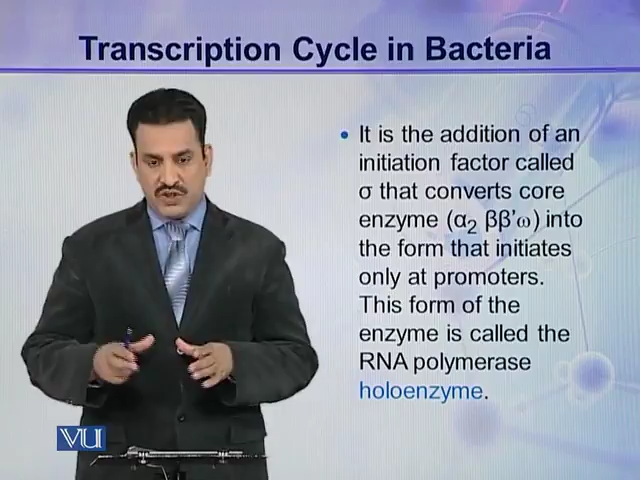 Transcription Cycle in Bacteria
• It is the addition of an
initiation factor called
σ that converts core
enzyme (α₂ ββ'ω) into
the form that initiates
only at promoters.
This form of the
enzyme is called the
RNA polymerase
holoenzyme.
VU